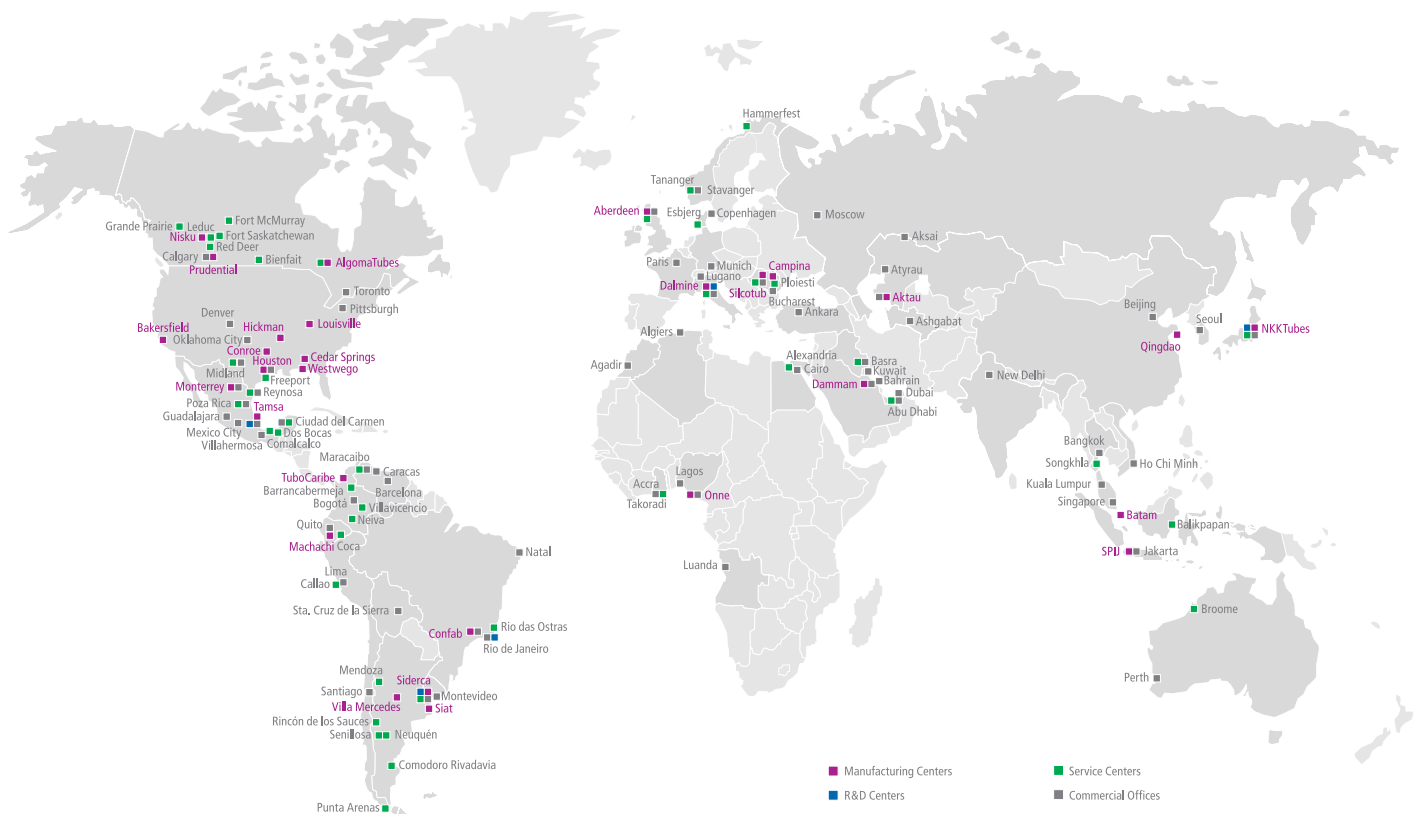 Hammerfest
Tananger
Stavanger
Aberdeen
Esbjerg
Copenhagen
Moscow
Aksai
Paris
Munich
Lugano
Campina
Ploiesti
Dalmine
Silcotub
Bucharest
Ankara
Atyrau
Aktau
Ashgabat
Beijing
Seoul
NKKTubes
Qingdao
Fort McMurray
Grande Prairie
Leduc
Nisku
Fort Saskatchewan
Red Deer
Calgary
Prudential
Bienfait
AlgomaTubes
Toronto
Pittsburgh
Denver
Bakersfield
Hickman
Louisville
Oklahoma City
Conroe
Cedar Springs
Houston
Westwego
Midland
Freeport
Monterrey
Reynosa
Poza Rica
Tamsa
Guadalajara
Ciudad del Carmen
Mexico City
Dos Bocas
Villahermosa
Comalcalco
Algiers
Agadir
Alexandria
Cairo
Basra
Kuwait
Dammam
Bahrain
Dubai
Abu Dhabi
New Delhi
Maracaibo
Caracas
TuboCaribe
Barrancabermeja
Barcelona
Bogotá
Villavicencio
Neiva
Quito
Machachi
Coca
Lagos
Accra
Takoradi
Onne
Bangkok
Songkhla
Ho Chi Minh
Kuala Lumpur
Singapore
Batam
Balikpapan
SPIJ
Jakarta
Natal
Lima
Callao
Luanda
Sta. Cruz de la Sierra
Confab
Rio das Ostras
Rio de Janeiro
Broome
Perth
Mendoza
Siderca
Santiago
Montevideo
Villa Mercedes
Siat
Rincón de los Sauces
Senillosa
Neuquén
Comodoro Rivadavia
Punta Arenas
Manufacturing Centers
Service Centers
R&D Centers
Commercial Offices